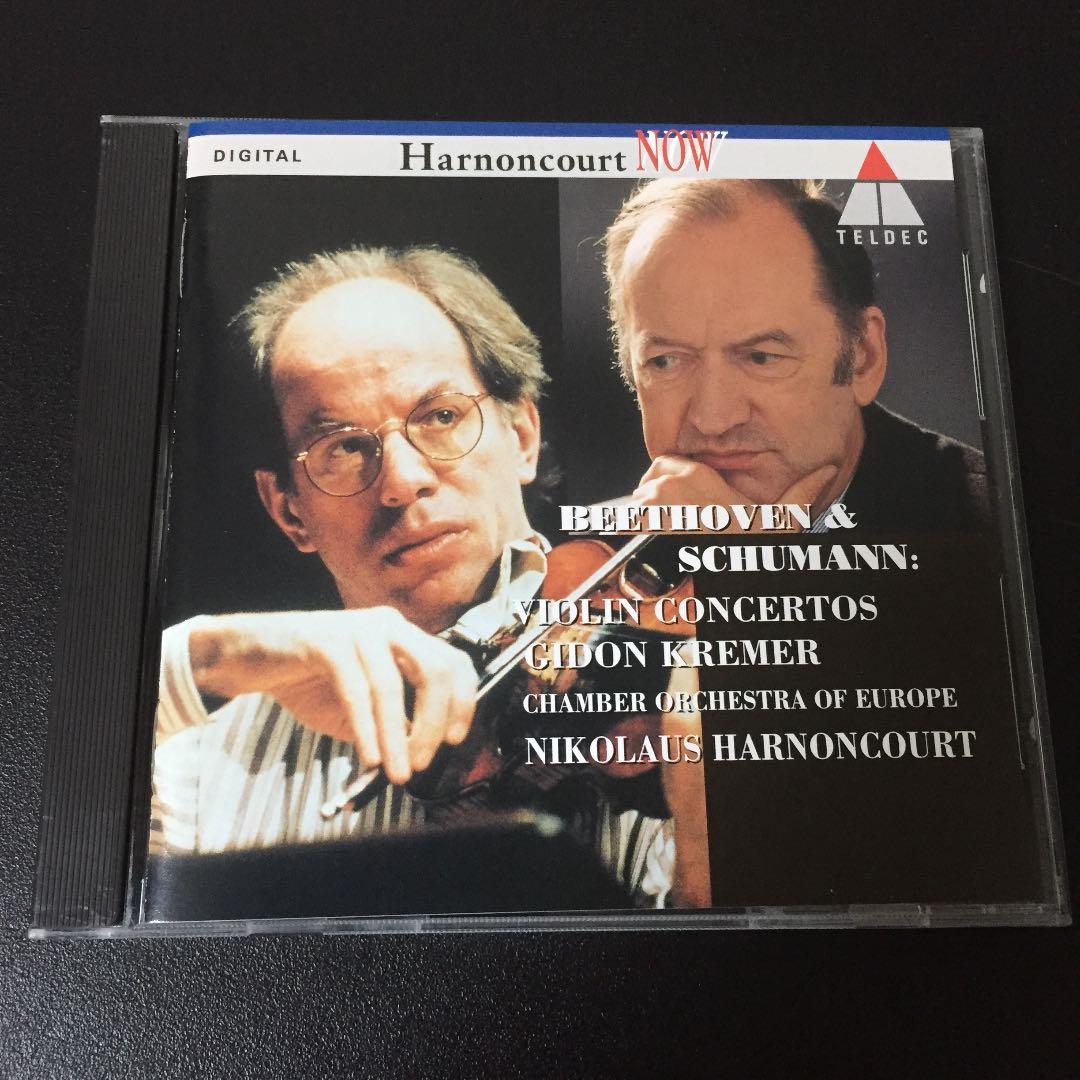 DIGITAL
Harnoncourt NOW
TELDEC
BEETHOVEN &
SCHUMANN:
VIOLIN CONCERTOS
GIDON KREMER
CHAMBER ORCHESTRA OF EUROPE
NIKOLAUS HARNONCOURT